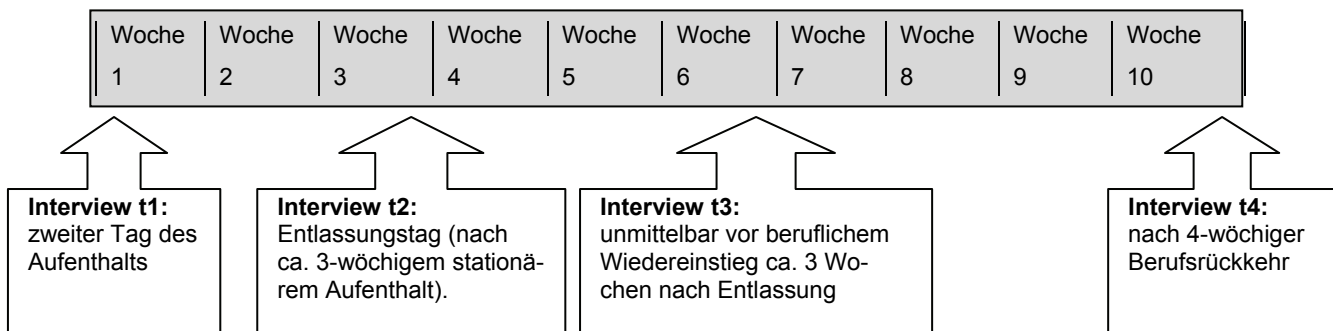 Woche Woche Woche Woche Woche Woche Woche Woche Woche Woche
1 2 3 4 5 6 7 8 9 10
Interview t1:
zweiter Tag des
Aufenthalts
Interview t2:
Entlassungstag (nach
ca. 3-wöchigem stationä-
rem Aufenthalt).
Interview t3:
unmittelbar vor beruflichem
Wiedereinstieg ca. 3 Wo-
chen nach Entlassung
Interview t4:
nach 4-wöchiger
Berufsrückkehr